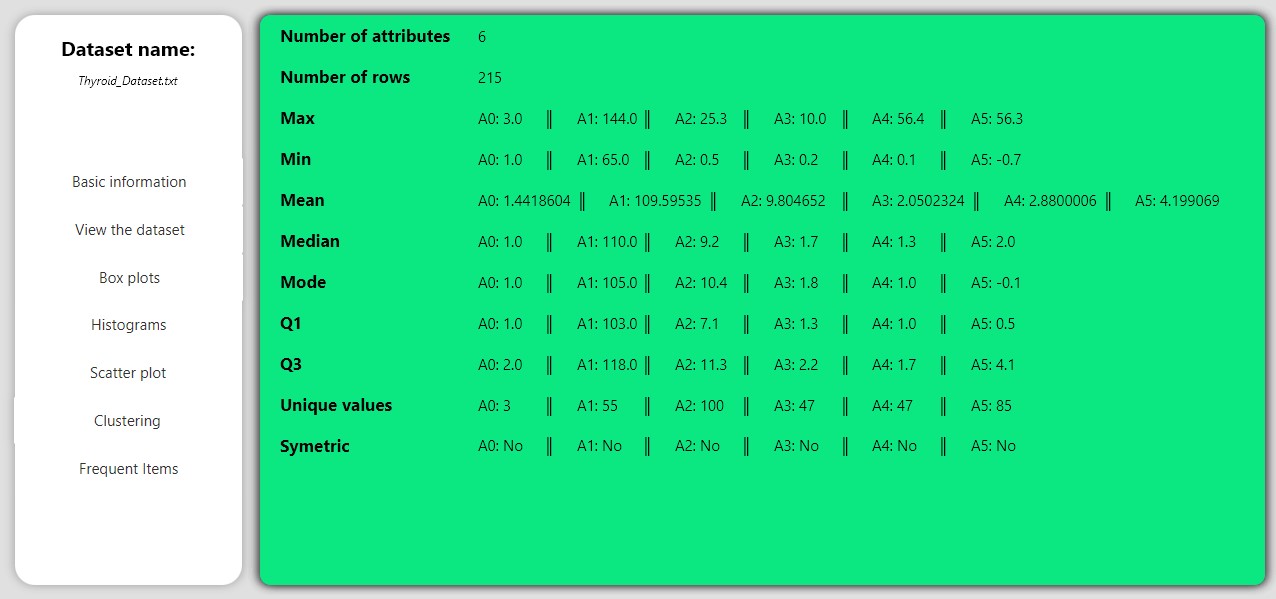 Dataset name:
Thyroid_Dataset.txt
Basic information
View the dataset
Box plots
Histograms
Scatter plot
Clustering
Frequent Items
Number of attributes 6
Number of rows 215
Max A0: 3.0 ‖ A1: 144.0 ‖ A2: 25.3 ‖ A3: 10.0 ‖ A4: 56.4 ‖ A5: 56.3
Min A0: 1.0 ‖ A1: 65.0 ‖ A2: 0.5 ‖ A3: 0.2 ‖ A4: 0.1 ‖ A5: -0.7
Mean A0: 1.4418604 ‖ A1: 109.59535 ‖ A2: 9.804652 ‖ A3: 2.0502324 ‖ A4: 2.8800006 ‖ A5: 4.199069
Median A0: 1.0 ‖ A1: 110.0 ‖ A2: 9.2 ‖ A3: 1.7 ‖ A4: 1.3 ‖ A5: 2.0
Mode A0: 1.0 ‖ A1: 105.0 ‖ A2: 10.4 ‖ A3: 1.8 ‖ A4: 1.0 ‖ A5: -0.1
Q1 A0: 1.0 ‖ A1: 103.0 ‖ A2: 7.1 ‖ A3: 1.3 ‖ A4: 1.0 ‖ A5: 0.5
Q3 A0: 2.0 ‖ A1: 118.0 ‖ A2: 11.3 ‖ A3: 2.2 ‖ A4: 1.7 ‖ A5: 4.1
Unique values A0: 3 ‖ A1: 55 ‖ A2: 100 ‖ A3: 47 ‖ A4: 47 ‖ A5: 85
Symetric A0: No ‖ A1: No ‖ A2: No ‖ A3: No ‖ A4: No ‖ A5: No